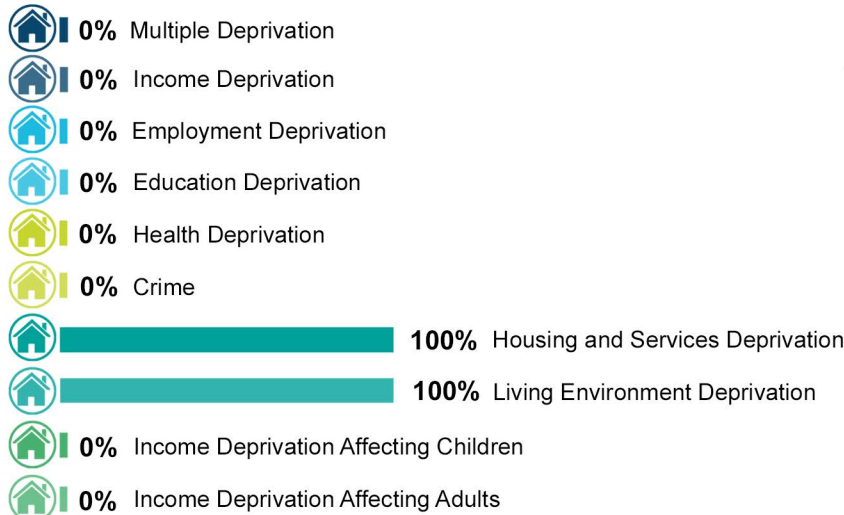 0% Multiple Deprivation
0% Income Deprivation
0% Employment Deprivation
0% Education Deprivation
0% Health Deprivation
0% Crime
100% Housing and Services Deprivation
100% Living Environment Deprivation
0% Income Deprivation Affecting Children
0% Income Deprivation Affecting Adults